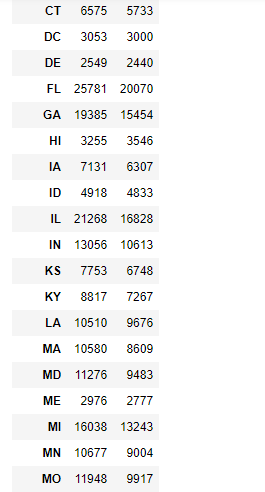 CT 6575 5733
DC 3053 3000
DE 2549 2440
FL 25781 20070
GA 19385 15454
HI 3255 3546
IA 7131 6307
ID 4918 4833
IL 21268 16828
IN 13056 10613
KS 7753 6748
KY 8817 7267
LA 10510 9676
MA 10580 8609
MD 11276 9483
ME 2976 2777
MI 16038 13243
MN 10677 9004
MO 11948 9917